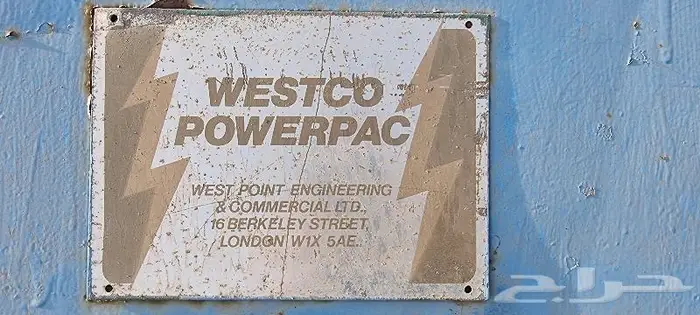 WESTCO
POWERPAC
WEST POINT ENGINEERING
& COMMERCIAL LTD.,
16 BERKELEY STREET,
LONDON W1X 5AE.
حراج